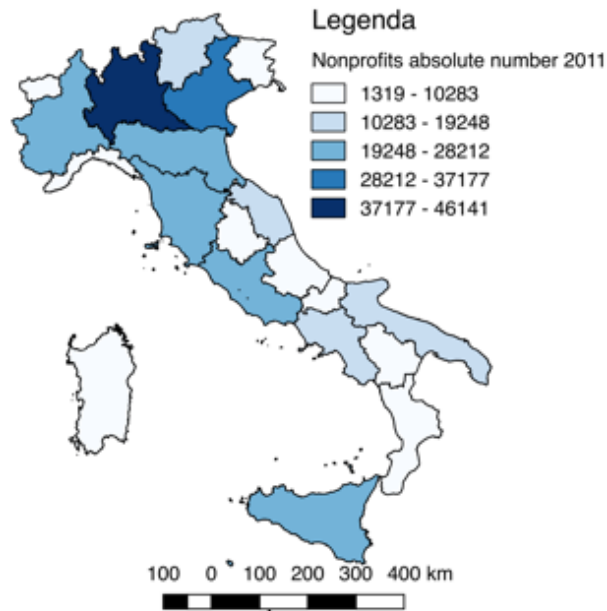 Legenda
Nonprofits absolute number 2011
1319 - 10283
10283 - 19248
19248 - 28212
28212 - 37177
37177 - 46141
100 0 100 200 300 400 km